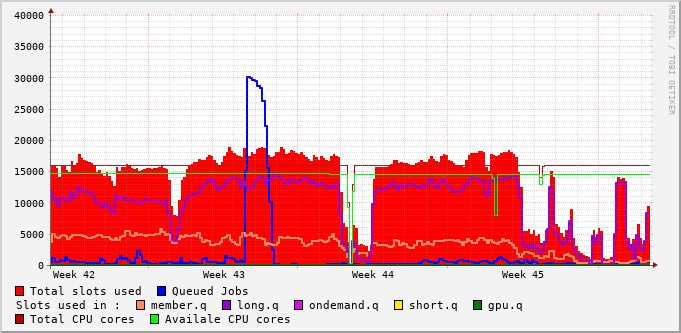 40000
35000
30000
25000
20000
15000
10000
5000
0
Week 42 Week 43 Week 44 Week 45
Total slots used Queued Jobs
Slots used in : member.q long.q ondemand.q short.q gpu.q
Total CPU cores Availale CPU cores
RRDTOOL / TOBI OETIKER